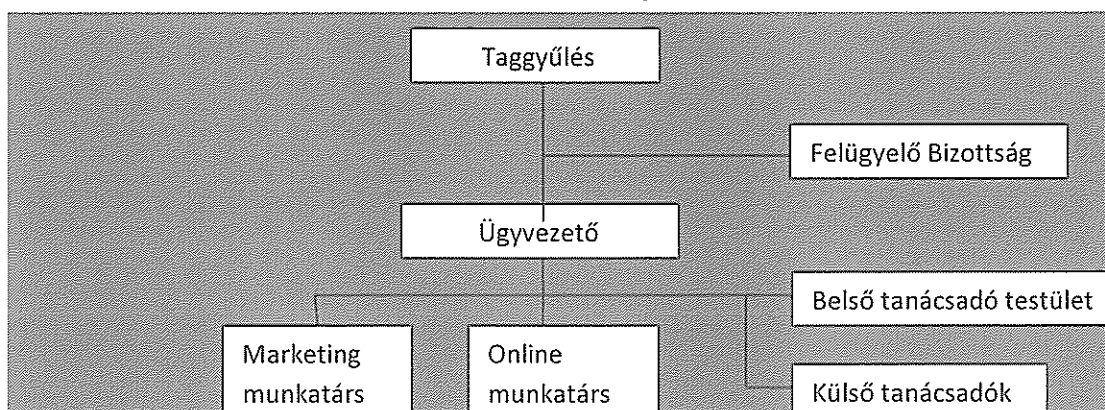 Taggyűlés
Felügyelő Bizottság
Ügyvezető
Belső tanácsadó testület
Marketing
munkatárs
Online
munkatárs
Külső tanácsadók